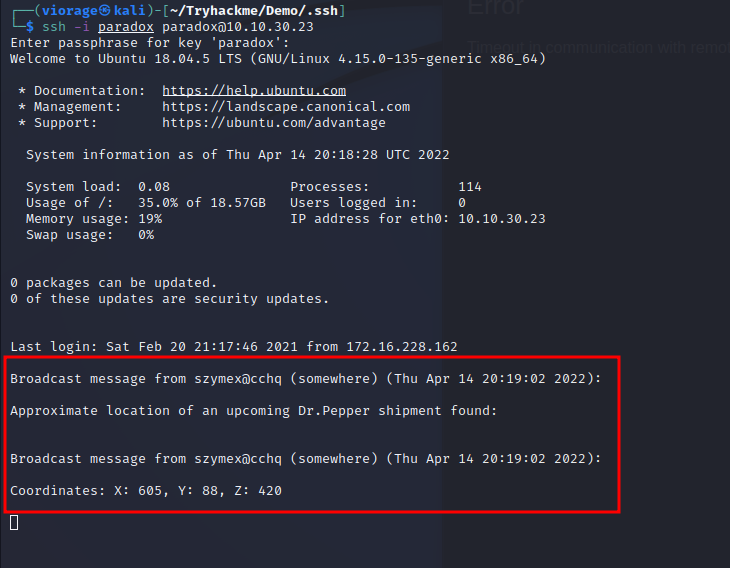 ┌──(viorage㉿kali)-[~/Tryhackme/Demo/.ssh]
└─$ ssh -i paradox paradox@10.10.30.23
Error
Enter passphrase for key 'paradox':
Timeout in communication with remo
Welcome to Ubuntu 18.04.5 LTS (GNU/Linux 4.15.0-135-generic x86_64)
* Documentation:  https://help.ubuntu.com
* Management:     https://landscape.canonical.com
* Support:        https://ubuntu.com/advantage
System information as of Thu Apr 14 20:18:28 UTC 2022
System load:  0.08               Processes:           114
Usage of /:   35.0% of 18.57GB   Users logged in:     0
Memory usage: 19%                IP address for eth0: 10.10.30.23
Swap usage:   0%
0 packages can be updated.
0 of these updates are security updates.
Last login: Sat Feb 20 21:17:46 2021 from 172.16.228.162
Broadcast message from szymex@cchq (somewhere) (Thu Apr 14 20:19:02 2022):
Approximate location of an upcoming Dr.Pepper shipment found:
Broadcast message from szymex@cchq (somewhere) (Thu Apr 14 20:19:02 2022):
Coordinates: X: 605, Y: 88, Z: 420